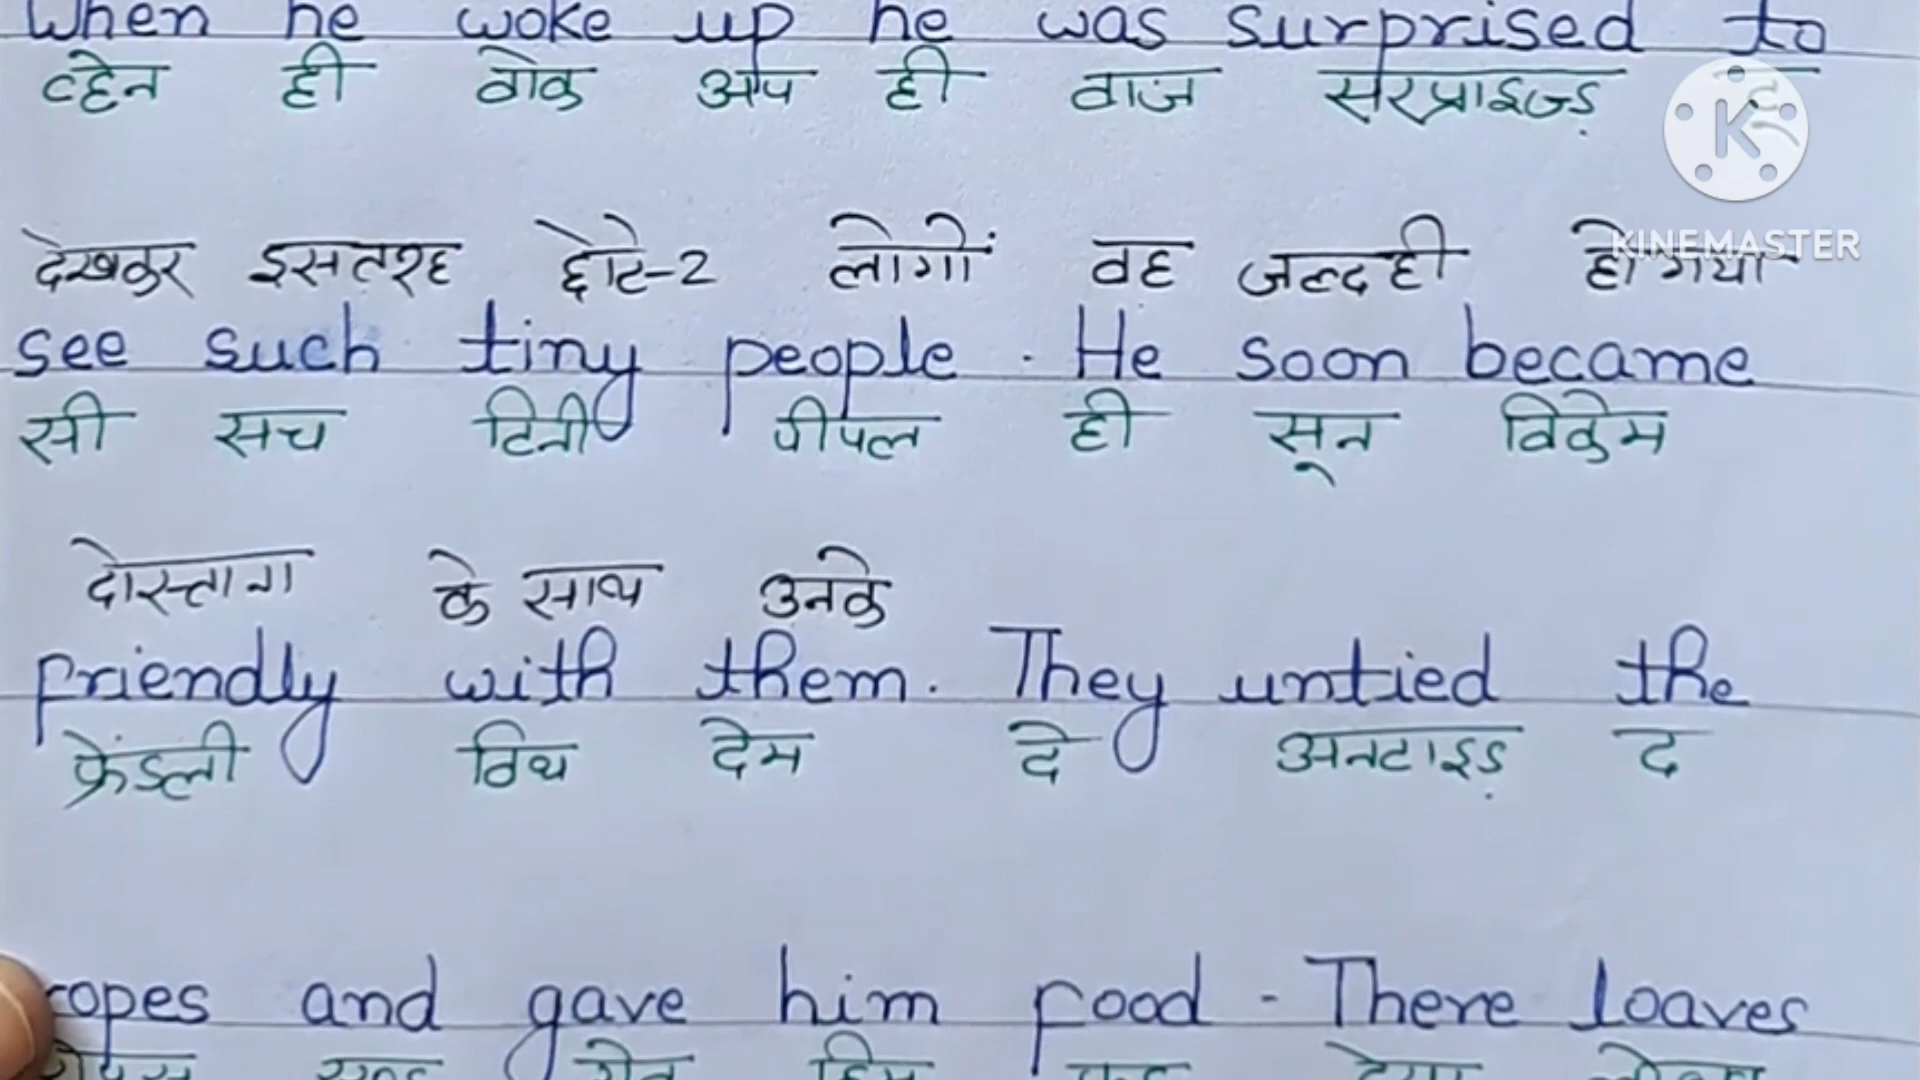 When he woke up he was surprised to
व्हेन ही वोक अप ही वाज सरप्राइज्ड़
देखकर इसतरह छोटे-2 लोगों वह जल्द ही हो गया
see such tiny people. He soon became
सी सच टिनी पीपल ही सून विकेम
दोस्ताना के साथ उनके
friendly with them. They untied the
फ्रेंडली विथ देम दे अनटाइड़ द
ropes and gave him food. There loaves
K
KINEMASTER